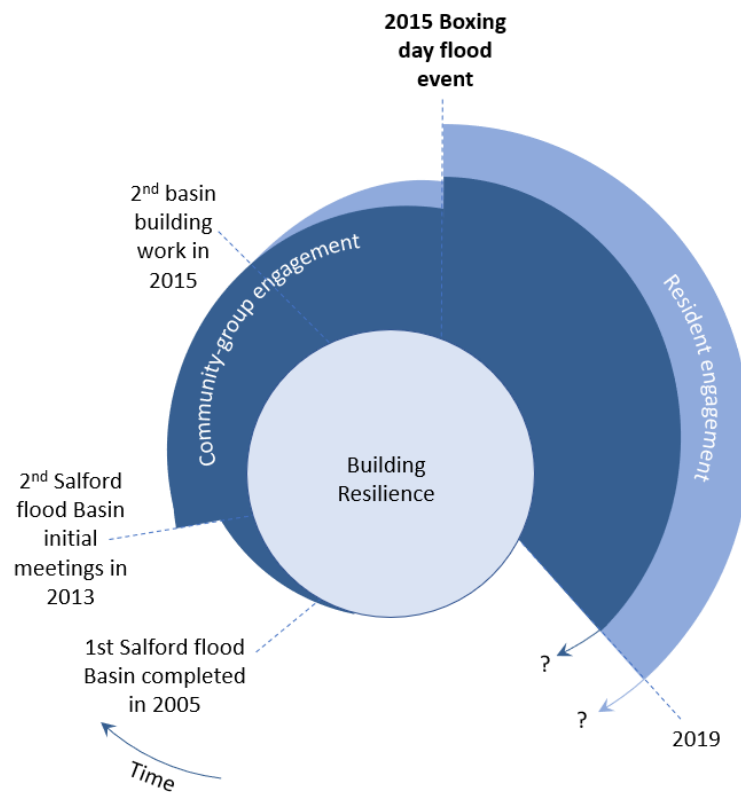 2015 Boxing
day flood
event
2nd basin
building
work in
2015
Community-group engagement
Resident engagement
Building
Resilience
2nd Salford
flood Basin
initial
meetings in
2013
1st Salford flood
Basin completed
in 2005
?
?
2019
Time